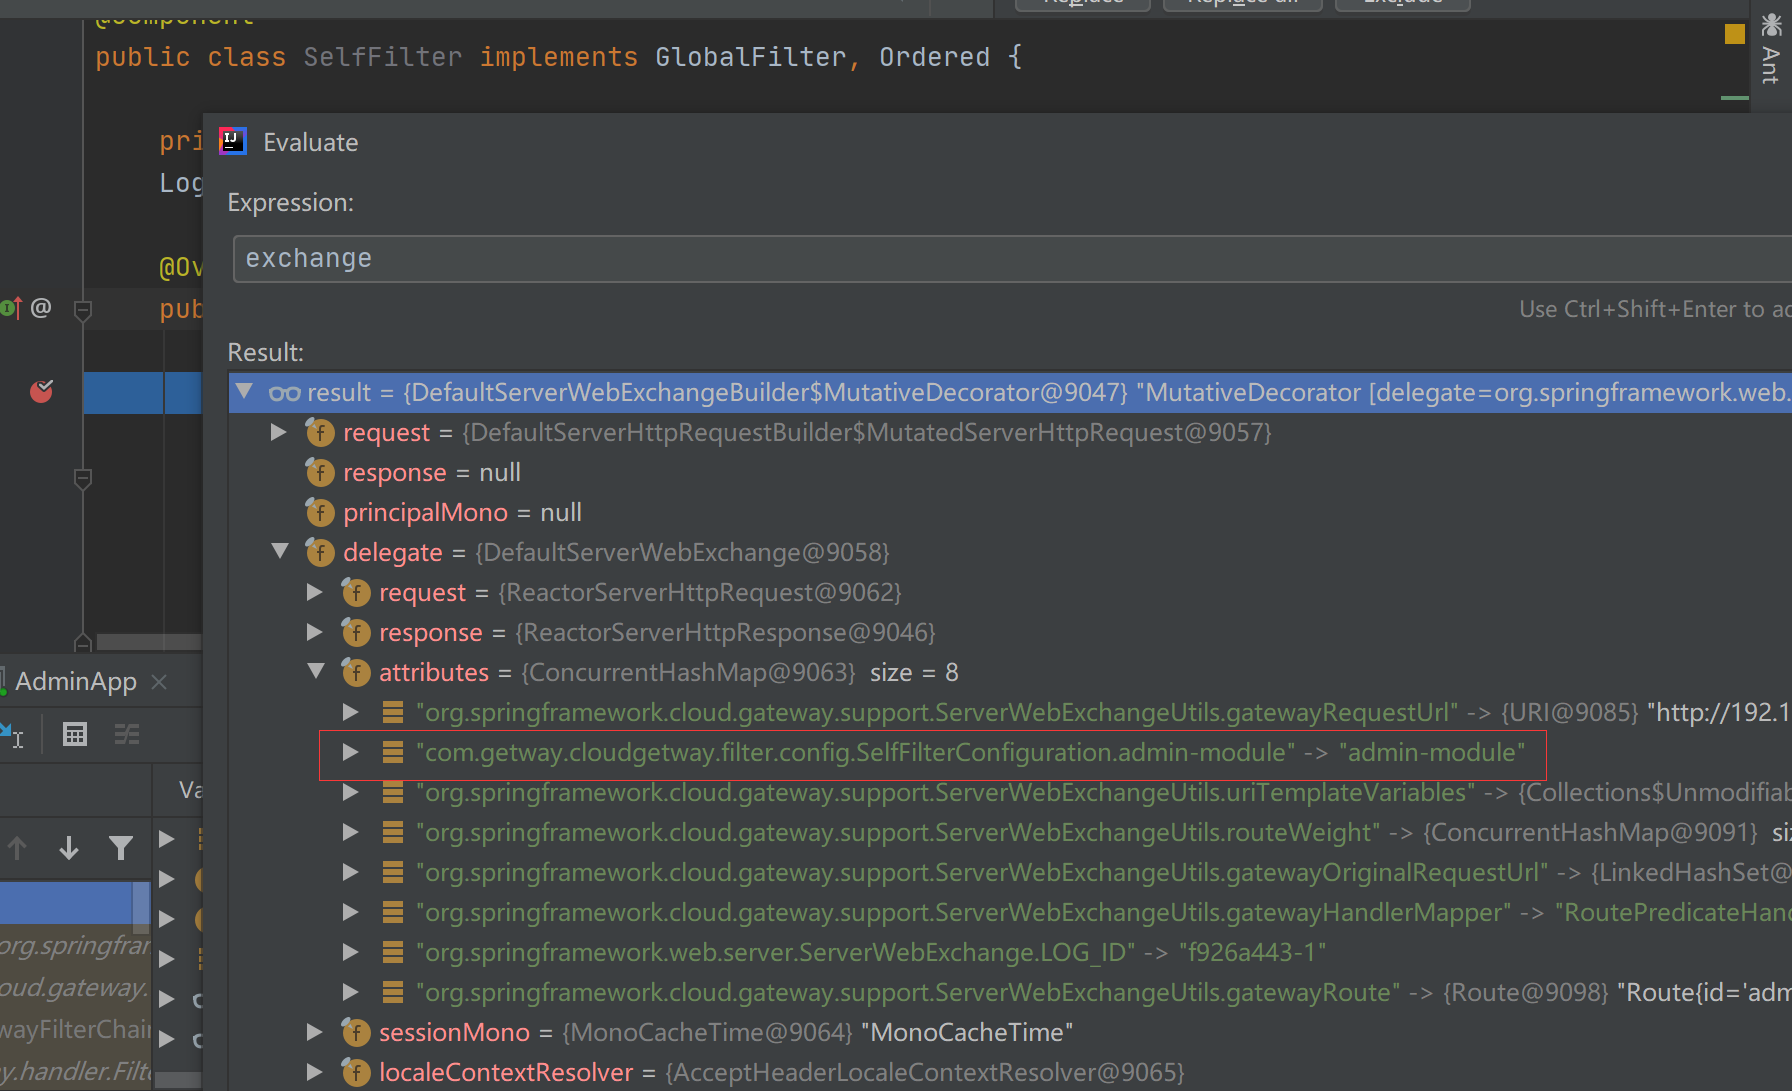 @Component
public class SelfFilter implements GlobalFilter, Ordered {
Ant
pri
Log
@Ov
pub
Evaluate
Expression:
exchange
Use Ctrl+Shift+Enter to ad
Result:
result = {DefaultServerWebExchangeBuilder$MutativeDecorator@9047} "MutativeDecorator [delegate=org.springframework.web.
request = {DefaultServerHttpRequestBuilder$MutatedServerHttpRequest@9057}
response = null
principalMono = null
delegate = {DefaultServerWebExchange@9058}
request = {ReactorServerHttpRequest@9062}
response = {ReactorServerHttpResponse@9046}
attributes = {ConcurrentHashMap@9063} size = 8
"org.springframework.cloud.gateway.support.ServerWebExchangeUtils.gatewayRequestUrl" -> {URI@9085} "http://192.1
"com.getway.cloudgetway.filter.config.SelfFilterConfiguration.admin-module" -> "admin-module"
"org.springframework.cloud.gateway.support.ServerWebExchangeUtils.uriTemplateVariables" -> {Collections$Unmodifiab
"org.springframework.cloud.gateway.support.ServerWebExchangeUtils.routeWeight" -> {ConcurrentHashMap@9091} si
"org.springframework.cloud.gateway.support.ServerWebExchangeUtils.gatewayOriginalRequestUrl" -> {LinkedHashSet@
"org.springframework.cloud.gateway.support.ServerWebExchangeUtils.gatewayHandlerMapper" -> "RoutePredicateHand
"org.springframework.web.server.ServerWebExchange.LOG_ID" -> "f926a443-1"
"org.springframework.cloud.gateway.support.ServerWebExchangeUtils.gatewayRoute" -> {Route@9098} "Route{id='adm
sessionMono = {MonoCacheTime@9064} "MonoCacheTime"
localeContextResolver = {AcceptHeaderLocaleContextResolver@9065}
AdminApp
Va
org.springfran
oud.gateway.
wayFilterChain
y.handler.Filte